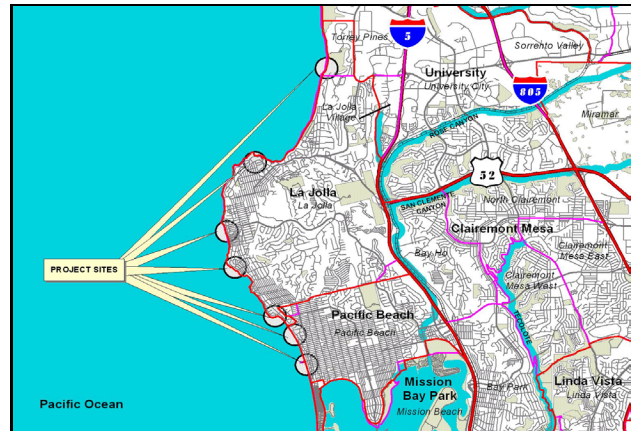 Torrey Pines
5
Sorrento Valley
University
University City
805
La Jolla
Village
Miramar
ROSE CANYON
52
La Jolla
La Jolla
SAN CLEMENTE
CANYON
North Clairemont
Clairemont Mesa
Bay Ho
Clairemont
Mesa East
PROJECT SITES
Clairemont
Mesa West
Pacific Beach
Pacific Beach
TECOLOTE
Mission
Bay Park
Mission Beach
Bay Park
Linda Vista
Linda Vista
Pacific Ocean